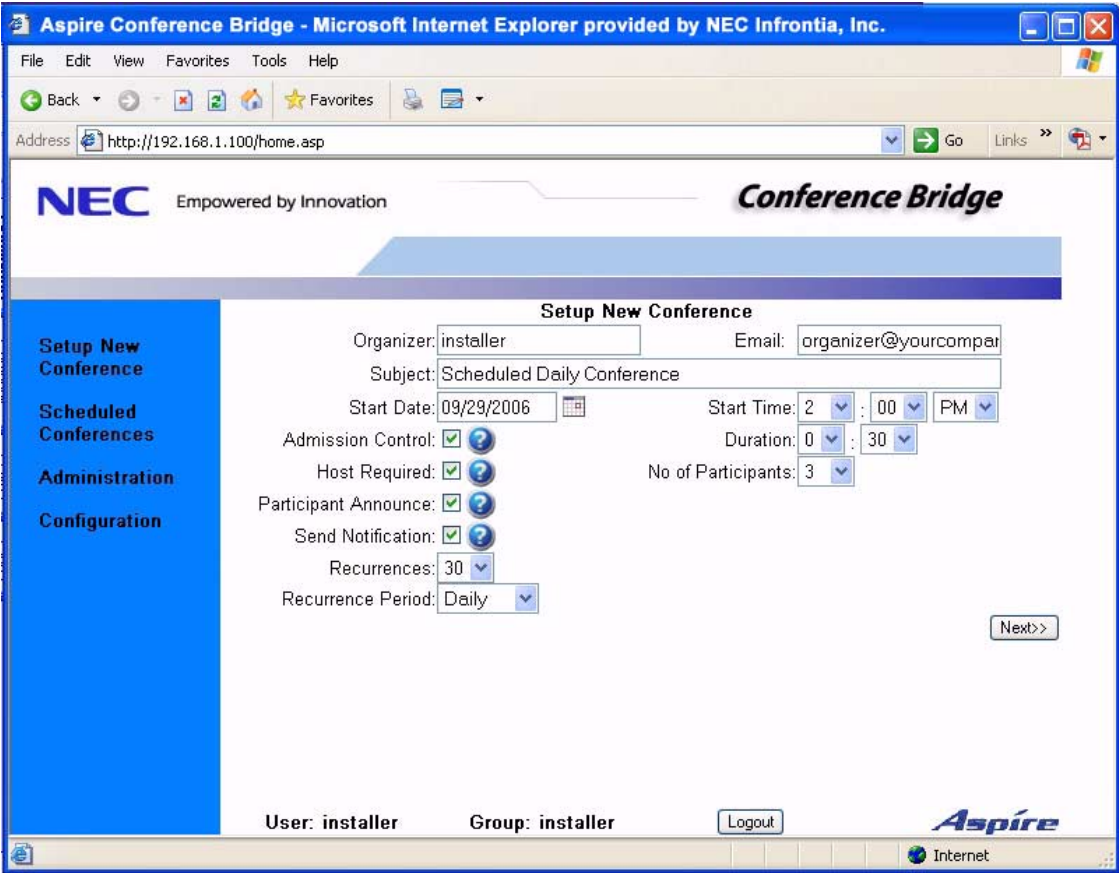 Aspire Conference Bridge - Microsoft Internet Explorer provided by NEC Infrontia, Inc.
File Edit View Favorites Tools Help
Back Favorites
Address http://192.168.1.100/home.asp Go Links »
NEC Empowered by Innovation Conference Bridge
Setup New Conference
Organizer: installer Email: organizer@yourcompar
Subject: Scheduled Daily Conference
Start Date: 09/29/2006 Start Time: 2 : 00 PM
Admission Control: ? Duration: 0 : 30
Host Required: ? No of Participants: 3
Participant Announce: ?
Send Notification: ?
Recurrences: 30
Recurrence Period: Daily
Next>>
Setup New
Conference
Scheduled
Conferences
Administration
Configuration
User: installer Group: installer Logout Aspire
Internet